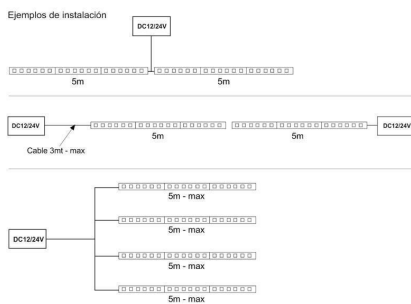 Ejemplos de instalación
DC12/24V
5m 5m
DC12/24V 5m 5m DC12/24V
Cable 3mt - max
5m - max
5m - max
DC12/24V
5m - max
5m - max